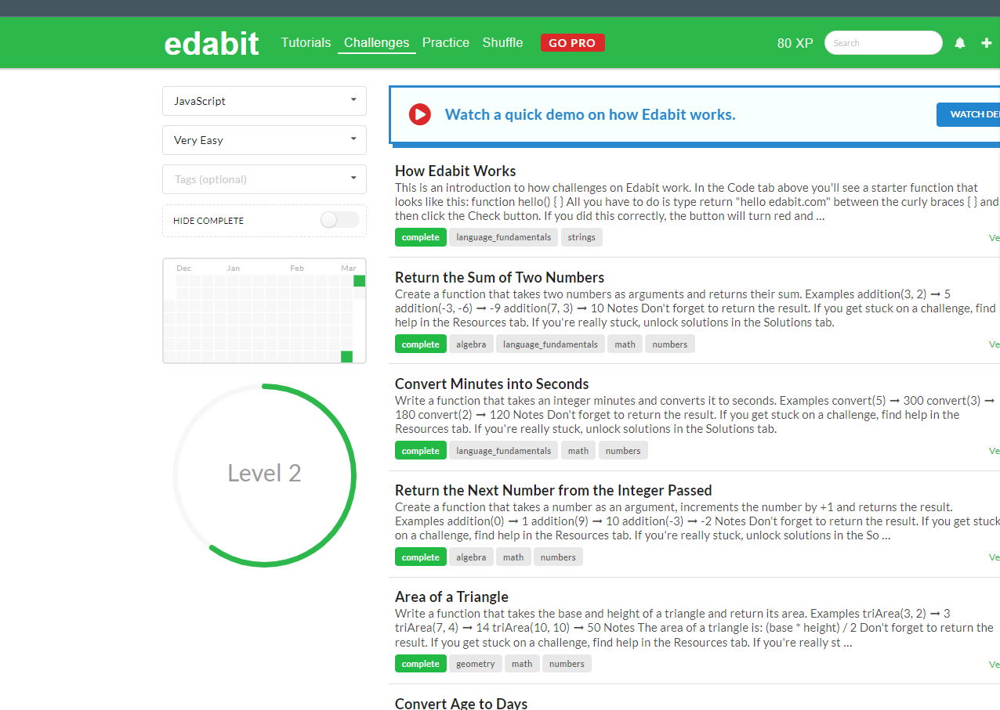 edabit Tutorials Challenges Practice Shuffle GO PRO 80 XP Search
JavaScript
Very Easy
Tags (optional)
HIDE COMPLETE
Dec Jan Feb Mar
Level 2
Watch a quick demo on how Edabit works. WATCH DE
How Edabit Works
This is an introduction to how challenges on Edabit work. In the Code tab above you'll see a starter function that
looks like this: function hello() { } All you have to do is type return "hello edabit.com" between the curly braces { } and
then click the Check button. If you did this correctly, the button will turn red and ...
complete language_fundamentals strings Ve
Return the Sum of Two Numbers
Create a function that takes two numbers as arguments and returns their sum. Examples addition(3, 2) ➞ 5
addition(-3, -6) ➞ -9 addition(7, 3) ➞ 10 Notes Don't forget to return the result. If you get stuck on a challenge, find
help in the Resources tab. If you're really stuck, unlock solutions in the Solutions tab.
complete algebra language_fundamentals math numbers Ve
Convert Minutes into Seconds
Write a function that takes an integer minutes and converts it to seconds. Examples convert(5) ➞ 300 convert(3) ➞
180 convert(2) ➞ 120 Notes Don't forget to return the result. If you get stuck on a challenge, find help in the
Resources tab. If you're really stuck, unlock solutions in the Solutions tab.
complete language_fundamentals math numbers Ve
Return the Next Number from the Integer Passed
Create a function that takes a number as an argument, increments the number by +1 and returns the result.
Examples addition(0) ➞ 1 addition(9) ➞ 10 addition(-3) ➞ -2 Notes Don't forget to return the result. If you get stuck
on a challenge, find help in the Resources tab. If you're really stuck, unlock solutions in the So ...
complete algebra math numbers Ve
Area of a Triangle
Write a function that takes the base and height of a triangle and return its area. Examples triArea(3, 2) ➞ 3
triArea(7, 4) ➞ 14 triArea(10, 10) ➞ 50 Notes The area of a triangle is: (base * height) / 2 Don't forget to return the
result. If you get stuck on a challenge, find help in the Resources tab. If you're really st ...
complete geometry math numbers Ve
Convert Age to Days